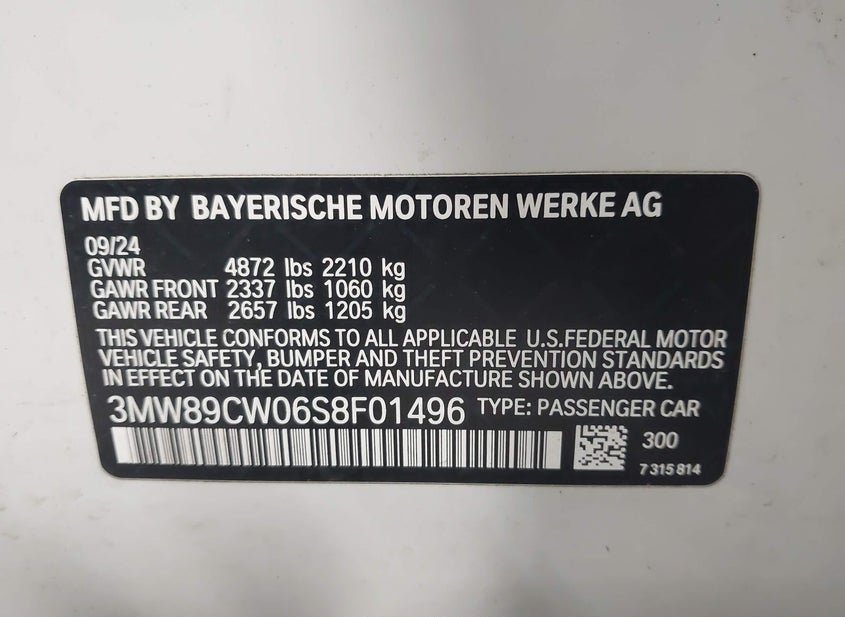 MFD BY BAYERISCHE MOTOREN WERKE AG
09/24
GVWR 4872 lbs 2210 kg
GAWR FRONT 2337 lbs 1060 kg
GAWR REAR 2657 lbs 1205 kg
THIS VEHICLE CONFORMS TO ALL APPLICABLE U.S.FEDERAL MOTOR
VEHICLE SAFETY, BUMPER AND THEFT PREVENTION STANDARDS
IN EFFECT ON THE DATE OF MANUFACTURE SHOWN ABOVE.
3MW89CW06S8F01496 TYPE: PASSENGER CAR
300
7 315 814